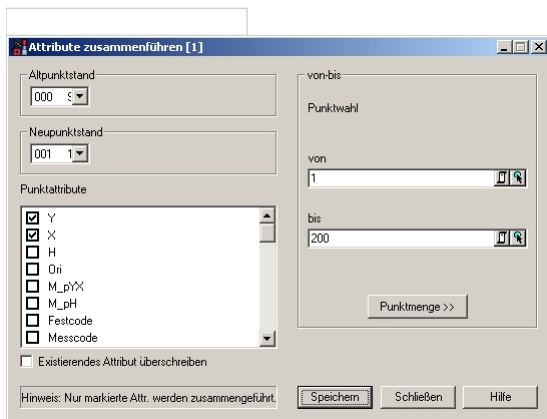 Attribute zusammenführen [1]
Altpunktstand
000
Neupunktstand
001 1
Punktattribute
Y
X
H
Ori
M_pYX
M_pH
Festcode
Messcode
Existierendes Attribut überschreiben
Hinweis: Nur markierte Attr. werden zusammengeführt.
von-bis
Punktwahl
von
1
bis
200
Punktmenge >>
Speichern
Schließen
Hilfe